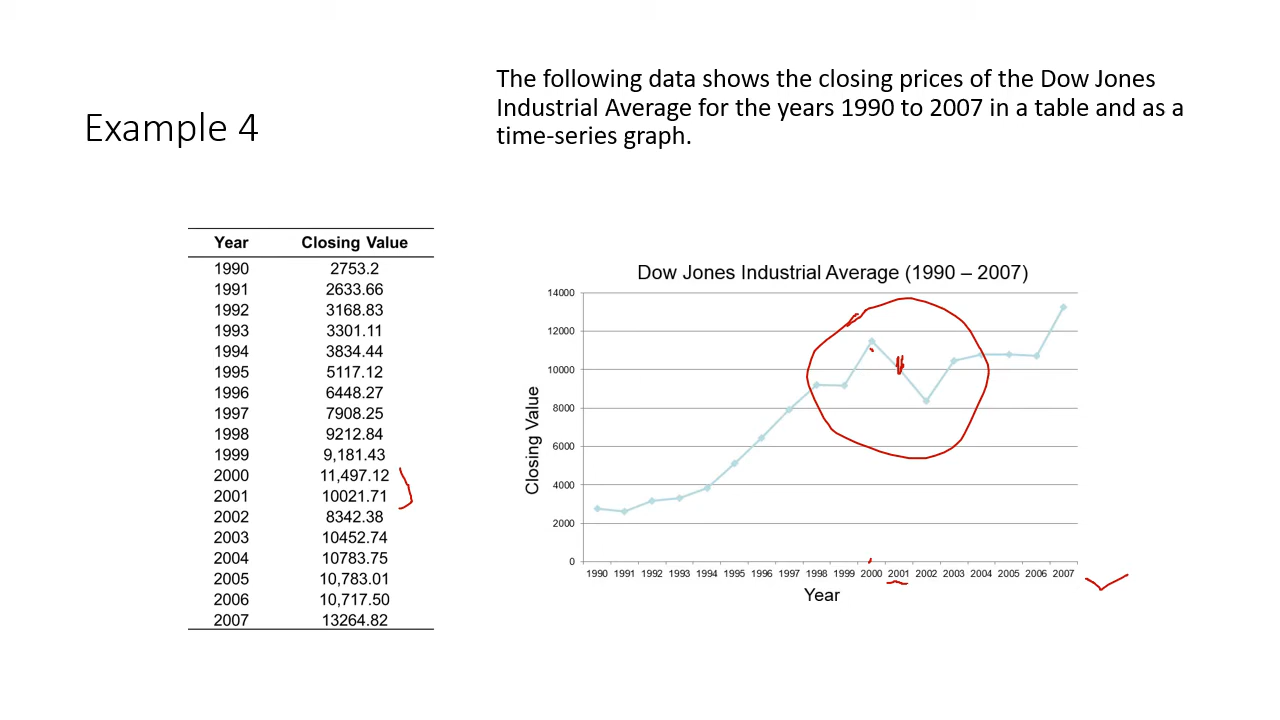 Example 4
The following data shows the closing prices of the Dow Jones
Industrial Average for the years 1990 to 2007 in a table and as a
time-series graph.
Year Closing Value
1990 2753.2
1991 2633.66
1992 3168.83
1993 3301.11
1994 3834.44
1995 5117.12
1996 6448.27
1997 7908.25
1998 9212.84
1999 9,181.43
2000 11,497.12
2001 10021.71
2002 8342.38
2003 10452.74
2004 10783.75
2005 10,783.01
2006 10,717.50
2007 13264.82
Dow Jones Industrial Average (1990 – 2007)
Closing Value
14000
12000
10000
8000
6000
4000
2000
0
1990 1991 1992 1993 1994 1995 1996 1997 1998 1999 2000 2001 2002 2003 2004 2005 2006 2007
Year